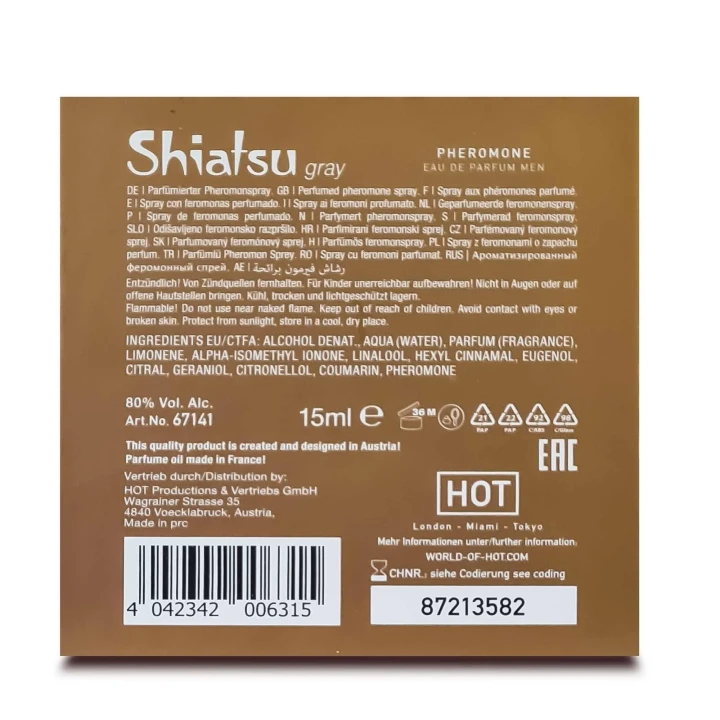 Shiatsu gray
PHEROMONE
EAU DE PARFUM MEN
DE | Parfümierter Pheromonspray. GB | Perfumed pheromone spray. F | Spray aux phéromones parfumé.
E | Spray con feromonas perfumado. I | Spray ai feromoni profumato. NL | Geparfumeerde feromonenspray.
P | Spray de feromonas perfumado. N | Parfymert pheromonspray. S | Parfymerad feromonspray.
SLO | Odišavljeno feromonsko razpršilo. HR | Parfimirani feromonski sprej. CZ | Parfémovaný feromonový
sprej. SK | Parfumovaný feromónový sprej. H | Parfümös feromonspray. PL | Spray z feromonami o zapachu
perfum. TR | Parfümlü Pheromon Sprey. RO | Spray cu feromoni parfumat. RUS | Ароматизированный
феромонный спрей. AE | رشاش فيرمون برائحة
Entzündlich! Von Zündquellen fernhalten. Für Kinder unerreichbar aufbewahren! Nicht in Augen oder auf
offene Hautstellen bringen. Kühl, trocken und lichtgeschützt lagern.
Flammable! Do not use near naked flame. Keep out of reach of children. Avoid contact with eyes or
broken skin. Protect from sunlight, store in a cool, dry place.
INGREDIENTS EU/CTFA: ALCOHOL DENAT., AQUA (WATER), PARFUM (FRAGRANCE),
LIMONENE, ALPHA-ISOMETHYL IONONE, LINALOOL, HEXYL CINNAMAL, EUGENOL,
CITRAL, GERANIOL, CITRONELLOL, COUMARIN, PHEROMONE
80% Vol. Alc.
Art.No. 67141
15ml e
36 M
21 22 92 98
PAP PAP C/ABS
This quality product is created and designed in Austria!
Parfume oil made in France!
EAC
Vertrieb durch/Distribution by:
HOT Productions & Vertriebs GmbH
Wagrainer Strasse 35
4840 Voecklabruck, Austria,
Made in prc
HOT
London - Miami - Tokyo
Mehr Informationen unter/further information:
WORLD-OF-HOT.COM
CHNR.: siehe Codierung see coding
87213582
4 042342 006315